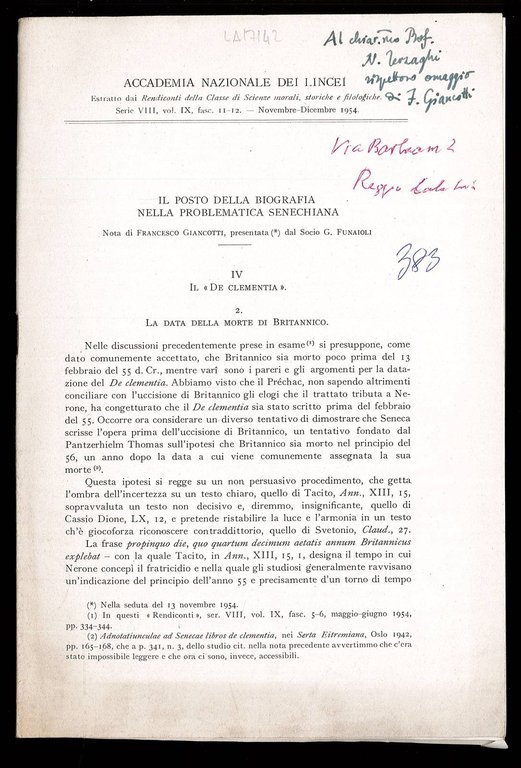 LA17142
Al chiar.mo Prof.
N. Terzaghi
rispettoso omaggio
di F. Giancotti
ACCADEMIA NAZIONALE DEI LINCEI
Estratto dai Rendiconti della Classe di Scienze morali, storiche e filologiche.
Serie VIII, vol. IX, fasc. 11-12. — Novembre-Dicembre 1954.
Via
2
Reggio
IL POSTO DELLA BIOGRAFIA
NELLA PROBLEMATICA SENECHIANA
Nota di FRANCESCO GIANCOTTI, presentata (*) dal Socio G. FUNAIOLI
383
IV
IL « DE CLEMENTIA ».
2.
LA DATA DELLA MORTE DI BRITANNICO.
Nelle discussioni precedentemente prese in esame (1) si presuppone, come
dato comunemente accettato, che Britannico sia morto poco prima del 13
febbraio del 55 d. Cr., mentre varî sono i pareri e gli argomenti per la data-
zione del De clementia. Abbiamo visto che il Préchac, non sapendo altrimenti
conciliare con l'uccisione di Britannico gli elogi che il trattato tributa a Ne-
rone, ha congetturato che il De clementia sia stato scritto prima del febbraio
del 55. Occorre ora considerare un diverso tentativo di dimostrare che Seneca
scrisse l'opera prima dell'uccisione di Britannico, un tentativo fondato dal
Pantzerhielm Thomas sull'ipotesi che Britannico sia morto nel principio del
56, un anno dopo la data a cui viene comunemente assegnata la sua
morte (2).
Questa ipotesi si regge su un non persuasivo procedimento, che getta
l'ombra dell'incertezza su un testo chiaro, quello di Tacito, Ann., XIII, 15,
sopravvaluta un testo non decisivo e, diremmo, insignificante, quello di
Cassio Dione, LX, 12, e pretende ristabilire la luce e l'armonia in un testo
ch'è giocoforza riconoscere contraddittorio, quello di Svetonio, Claud., 27.
La frase propinquo die, quo quartum decimum aetatis annum Britannicus
explebat – con la quale Tacito, in Ann., XIII, 15, 1, designa il tempo in cui
Nerone concepì il fratricidio e nella quale gli studiosi generalmente ravvisano
un'indicazione del principio dell'anno 55 e precisamente d'un torno di tempo
(*) Nella seduta del 13 novembre 1954.
(1) In questi « Rendiconti », ser. VIII, vol. IX, fasc. 5-6, maggio-giugno 1954,
pp. 334-344.
(2) Adnotatiunculae ad Senecae libros de clementia, nei Serta Eitremiana, Oslo 1942,
pp. 165-168, che a p. 341, n. 3, dello studio cit. nella nota precedente avvertimmo che c'era
stato impossibile leggere e che ora ci sono, invece, accessibili.